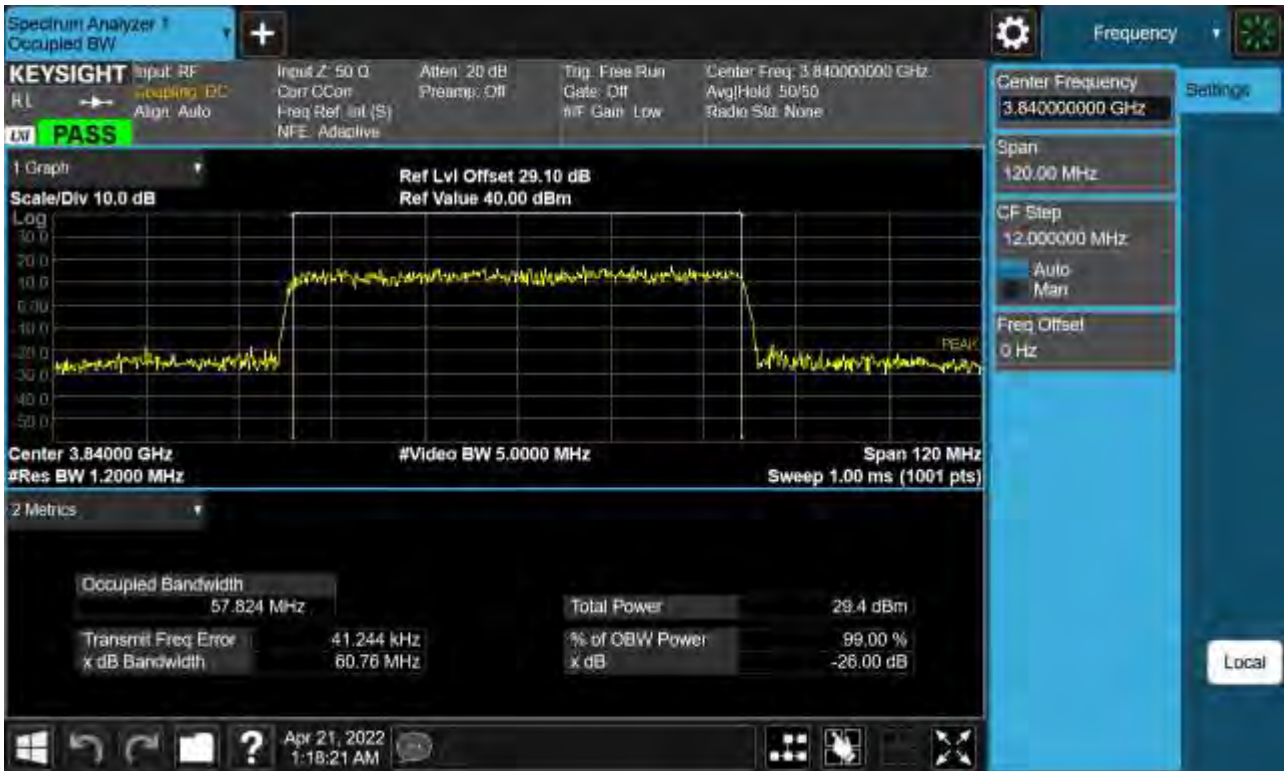 Spectrum Analyzer 1
Occupied BW
+
Frequency
KEYSIGHT
RL
LXI
PASS
Input: RF
Coupling: DC
Align: Auto
Input Z: 50 Ω
Corr CCorr
Freq Ref: Int (S)
NFE: Adaptive
Atten: 20 dB
Preamp: Off
Trig: Free Run
Gate: Off
#IF Gain: Low
Center Freq: 3.840000000 GHz
Avg|Hold: 50/50
Radio Std: None
Center Frequency
3.840000000 GHz
Settings
Span
120.00 MHz
CF Step
12.000000 MHz
Auto
Man
Freq Offset
0 Hz
Local
1 Graph
Scale/Div 10.0 dB
Ref Lvl Offset 29.10 dB
Ref Value 40.00 dBm
Log
30.0
20.0
10.0
0.00
-10.0
-20.0
-30.0
-40.0
-50.0
PEAK
Center 3.84000 GHz
#Video BW 5.0000 MHz
Span 120 MHz
#Res BW 1.2000 MHz
Sweep 1.00 ms (1001 pts)
2 Metrics
Occupied Bandwidth
57.824 MHz
Total Power 29.4 dBm
Transmit Freq Error 41.244 kHz
% of OBW Power 99.00 %
x dB Bandwidth 60.76 MHz
x dB -26.00 dB
?
Apr 21, 2022
1:18:21 AM